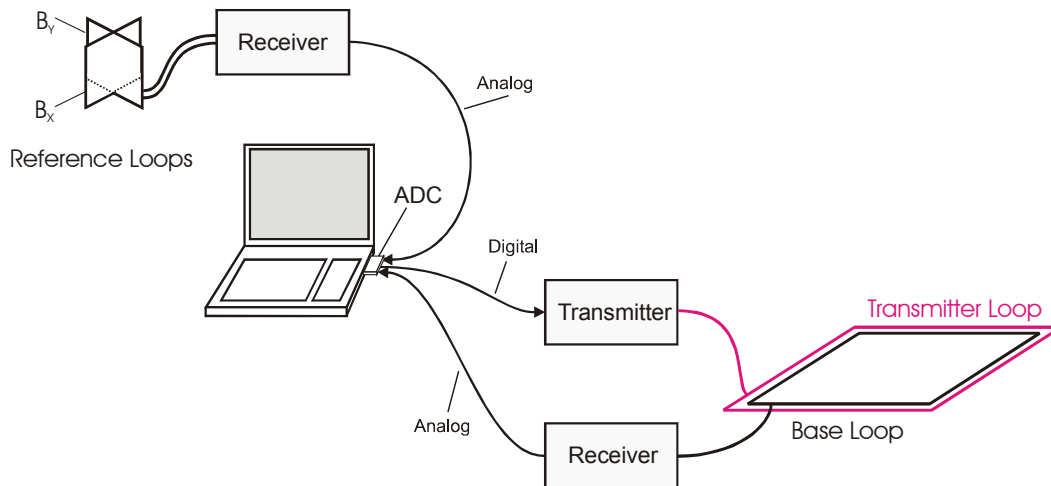 B_Y
Receiver
Analog
B_X
Reference Loops
ADC
Digital
Transmitter
Transmitter Loop
Analog
Base Loop
Receiver